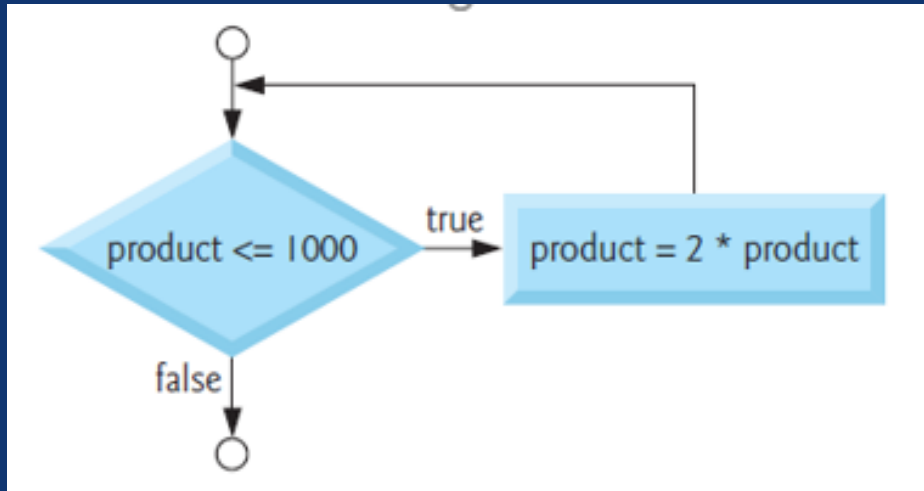 true
product <= 1000
product = 2 * product
false